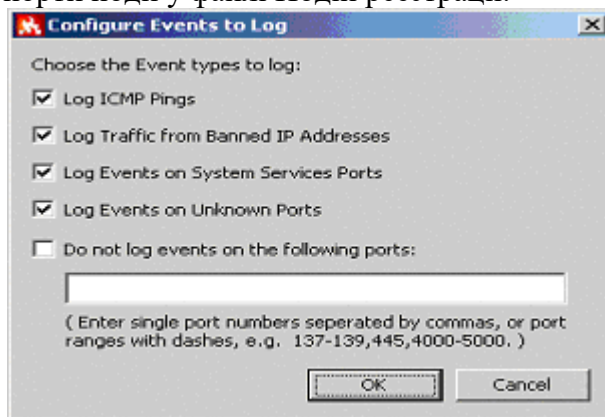 у файлі
Configure Events to Log
Choose the Event types to log:
Log ICMP Pings
Log Traffic from Banned IP Addresses
Log Events on System Services Ports
Log Events on Unknown Ports
Do not log events on the following ports:
( Enter single port numbers seperated by commas, or port
ranges with dashes, e.g. 137-139,445,4000-5000. )
OK Cancel